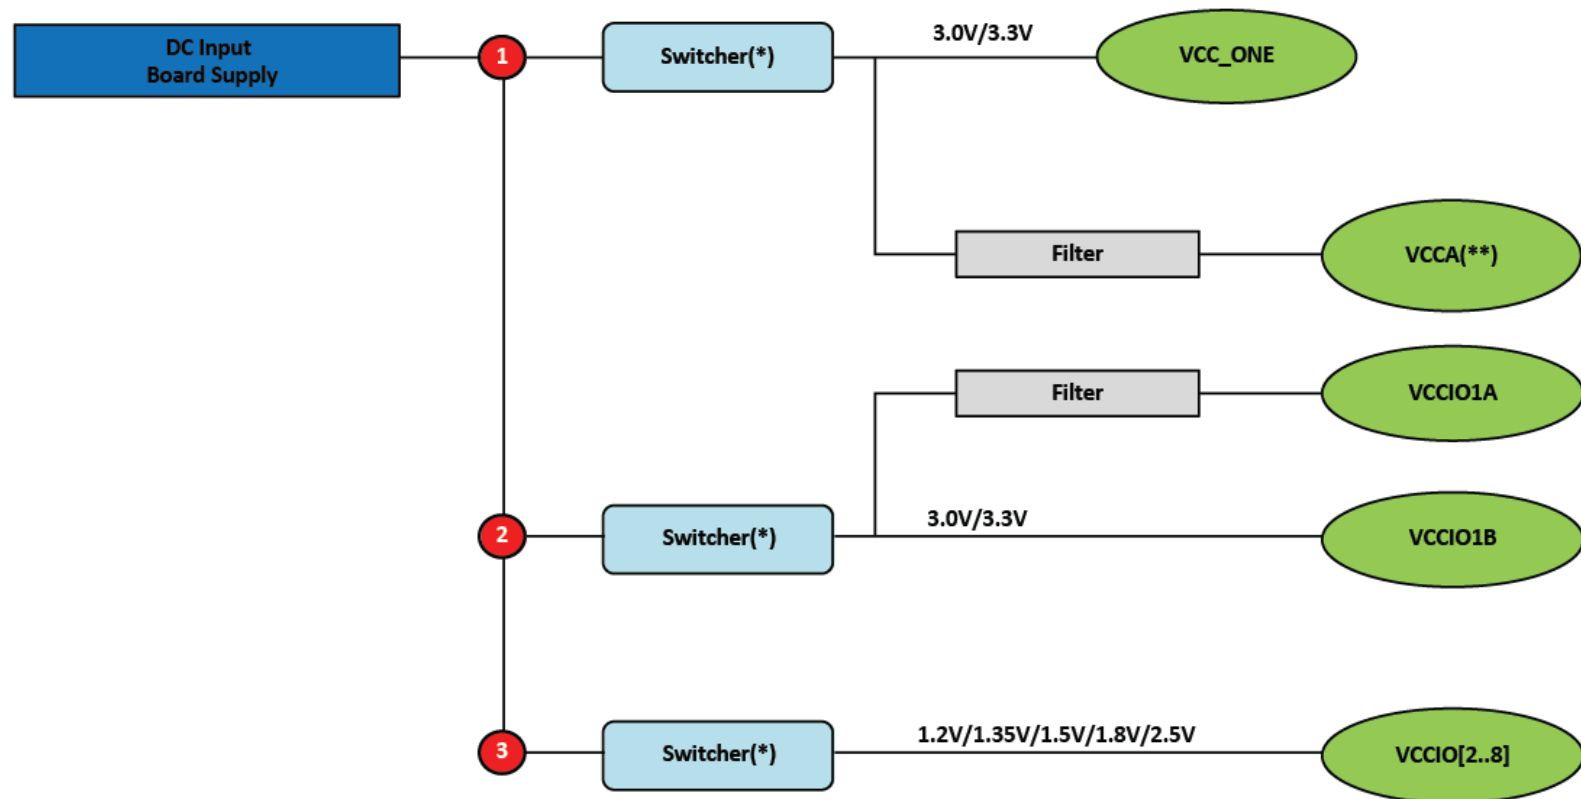 DC Input
Board Supply
1
Switcher(*)
3.0V/3.3V
VCC_ONE
Filter
VCCA(**)
Filter
VCCIO1A
2
Switcher(*)
3.0V/3.3V
VCCIO1B
3
Switcher(*)
1.2V/1.35V/1.5V/1.8V/2.5V
VCCIO[2..8]